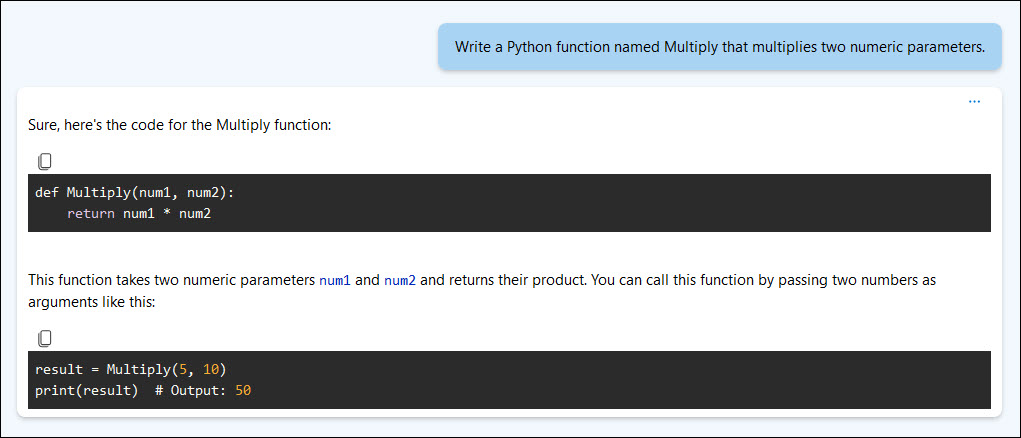 Write a Python function named Multiply that multiplies two numeric parameters.
...
Sure, here's the code for the Multiply function:
def Multiply(num1, num2):
    return num1 * num2
This function takes two numeric parameters num1 and num2 and returns their product. You can call this function by passing two numbers as
arguments like this:
result = Multiply(5, 10)
print(result)  # Output: 50